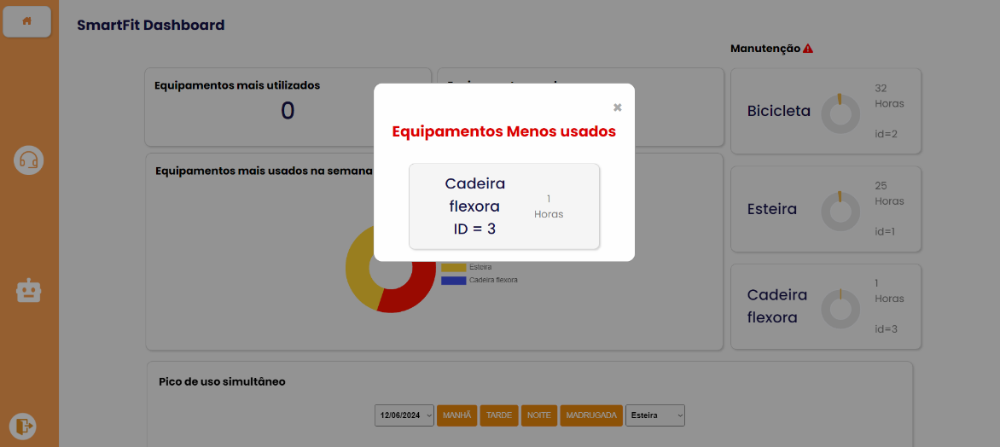 SmartFit Dashboard
Manutenção
Equipamentos mais utilizados
0
×
Equipamentos Menos usados
Cadeira
flexora
ID = 3
1
Horas
Equipamentos mais usados na semana
Esteira
Cadeira flexora
Bicicleta
32
Horas
id=2
Esteira
25
Horas
id=1
Cadeira
flexora
1
Horas
id=3
Pico de uso simultâneo
12/06/2024 MANHÃ TARDE NOITE MADRUGADA Esteira